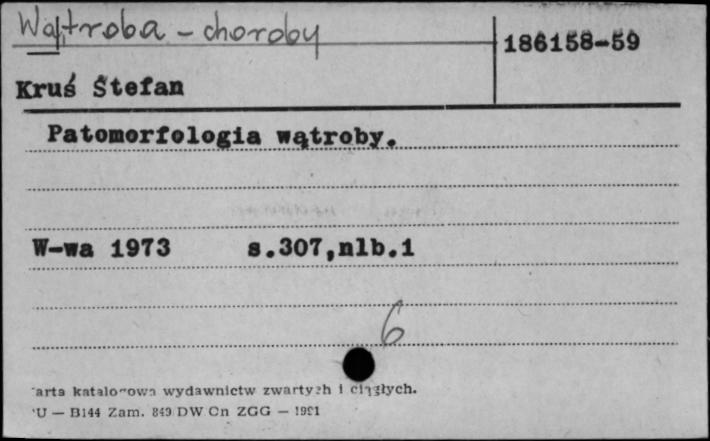 Wątroba - choroby
186158-59
Kruś Stefan
Patomorfologia wątroby.
W-wa 1973 s.307,nlb.1
6
arta katalogowa wydawnictw zwartych i ciągłych.
U — B144 Zam. 849 DW Cn ZGG —